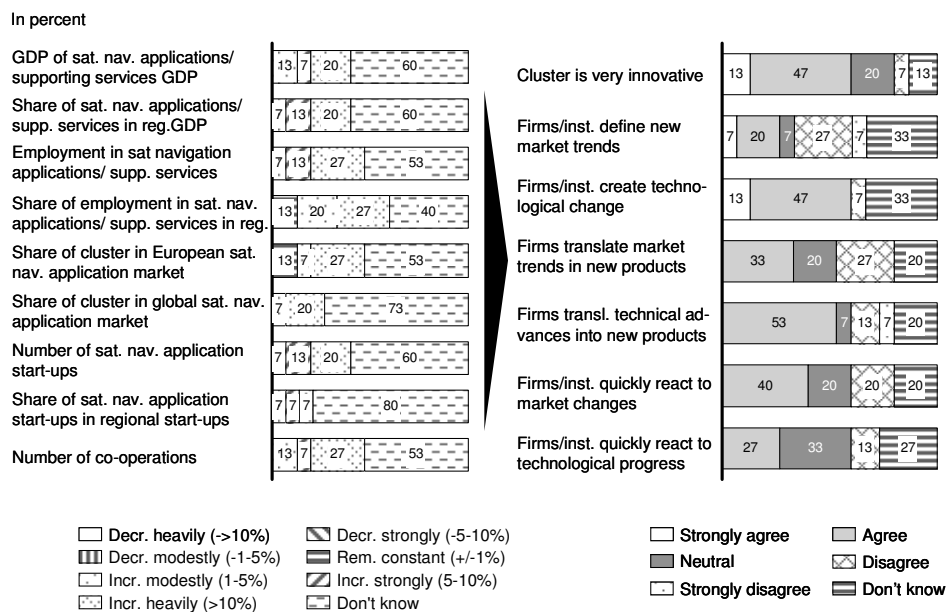 In percent
GDP of sat. nav. applications/
supporting services GDP
13 7 20 60
Share of sat. nav. applications/
supp. services in reg.GDP
7 13 20 60
Employment in sat navigation
applications/ supp. services
7 13 27 53
Share of employment in sat. nav.
applications/ supp. services in reg.
13 20 27 40
Share of cluster in European sat.
nav. application market
13 7 27 53
Share of cluster in global sat. nav.
application market
7 20 73
Number of sat. nav. application
start-ups
7 13 20 60
Share of sat. nav. application
start-ups in regional start-ups
7 7 7 80
Number of co-operations
13 7 27 53
Decr. heavily (->10%)
Decr. strongly (-5-10%)
Decr. modestly (-1-5%)
Rem. constant (+/-1%)
Incr. modestly (1-5%)
Incr. strongly (5-10%)
Incr. heavily (>10%)
Don't know
Cluster is very innovative
13 47 20 7 13
Firms/inst. define new
market trends
7 20 7 27 7 33
Firms/inst. create techno-
logical change
13 47 7 33
Firms translate market
trends in new products
33 20 27 20
Firms transl. technical ad-
vances into new products
53 7 13 7 20
Firms/inst. quickly react to
market changes
40 20 20 20
Firms/inst. quickly react to
technological progress
27 33 13 27
Strongly agree
Agree
Neutral
Disagree
Strongly disagree
Don't know